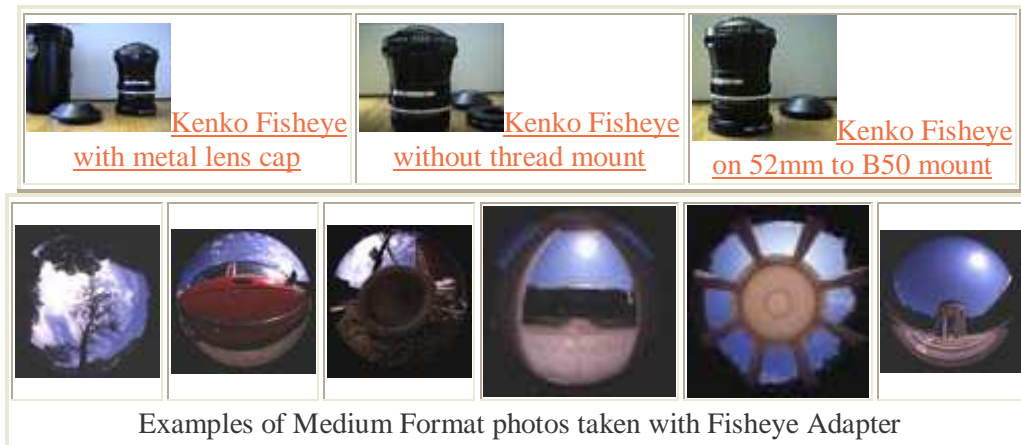 Kenko Fisheye
with metal lens cap
Kenko Fisheye
without thread mount
Kenko Fisheye
on 52mm to B50 mount
Examples of Medium Format photos taken with Fisheye Adapter